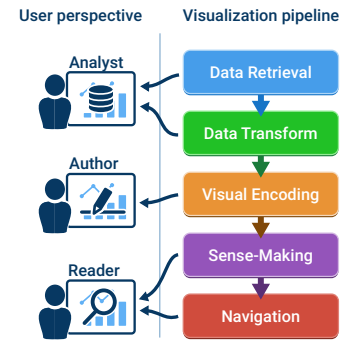 User perspective
Visualization pipeline
Analyst
Data Retrieval
Data Transform
Author
Visual Encoding
Sense-Making
Reader
Navigation